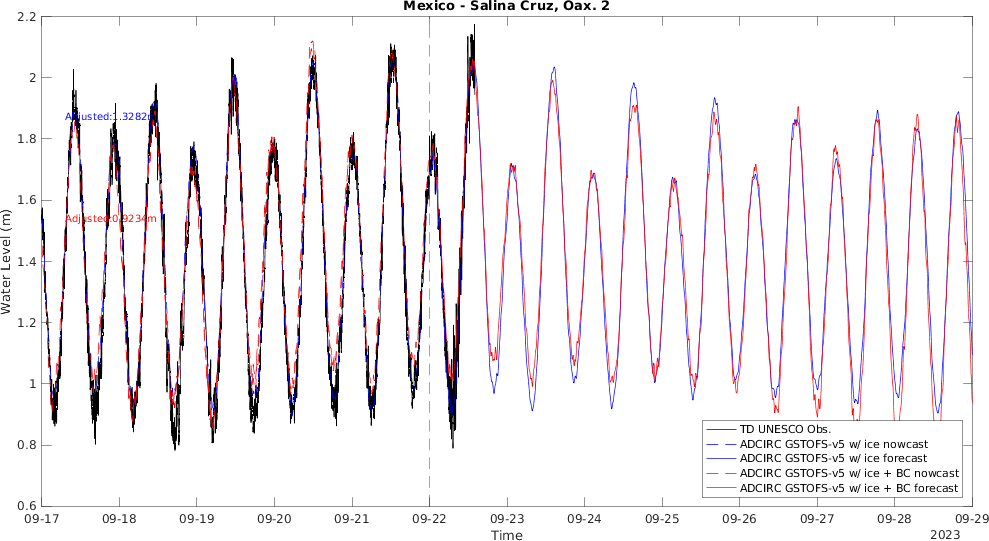 Mexico - Salina Cruz, Oax. 2
2.2
2
1.8
1.6
1.4
1.2
1
0.8
0.6
Water Level (m)
Adjusted:1.3282m
Adjusted:0.9234m
TD UNESCO Obs.
ADCIRC GSTOFS-v5 w/ ice nowcast
ADCIRC GSTOFS-v5 w/ ice forecast
ADCIRC GSTOFS-v5 w/ ice + BC nowcast
ADCIRC GSTOFS-v5 w/ ice + BC forecast
09-17 09-18 09-19 09-20 09-21 09-22 09-23 09-24 09-25 09-26 09-27 09-28 09-29
Time
2023